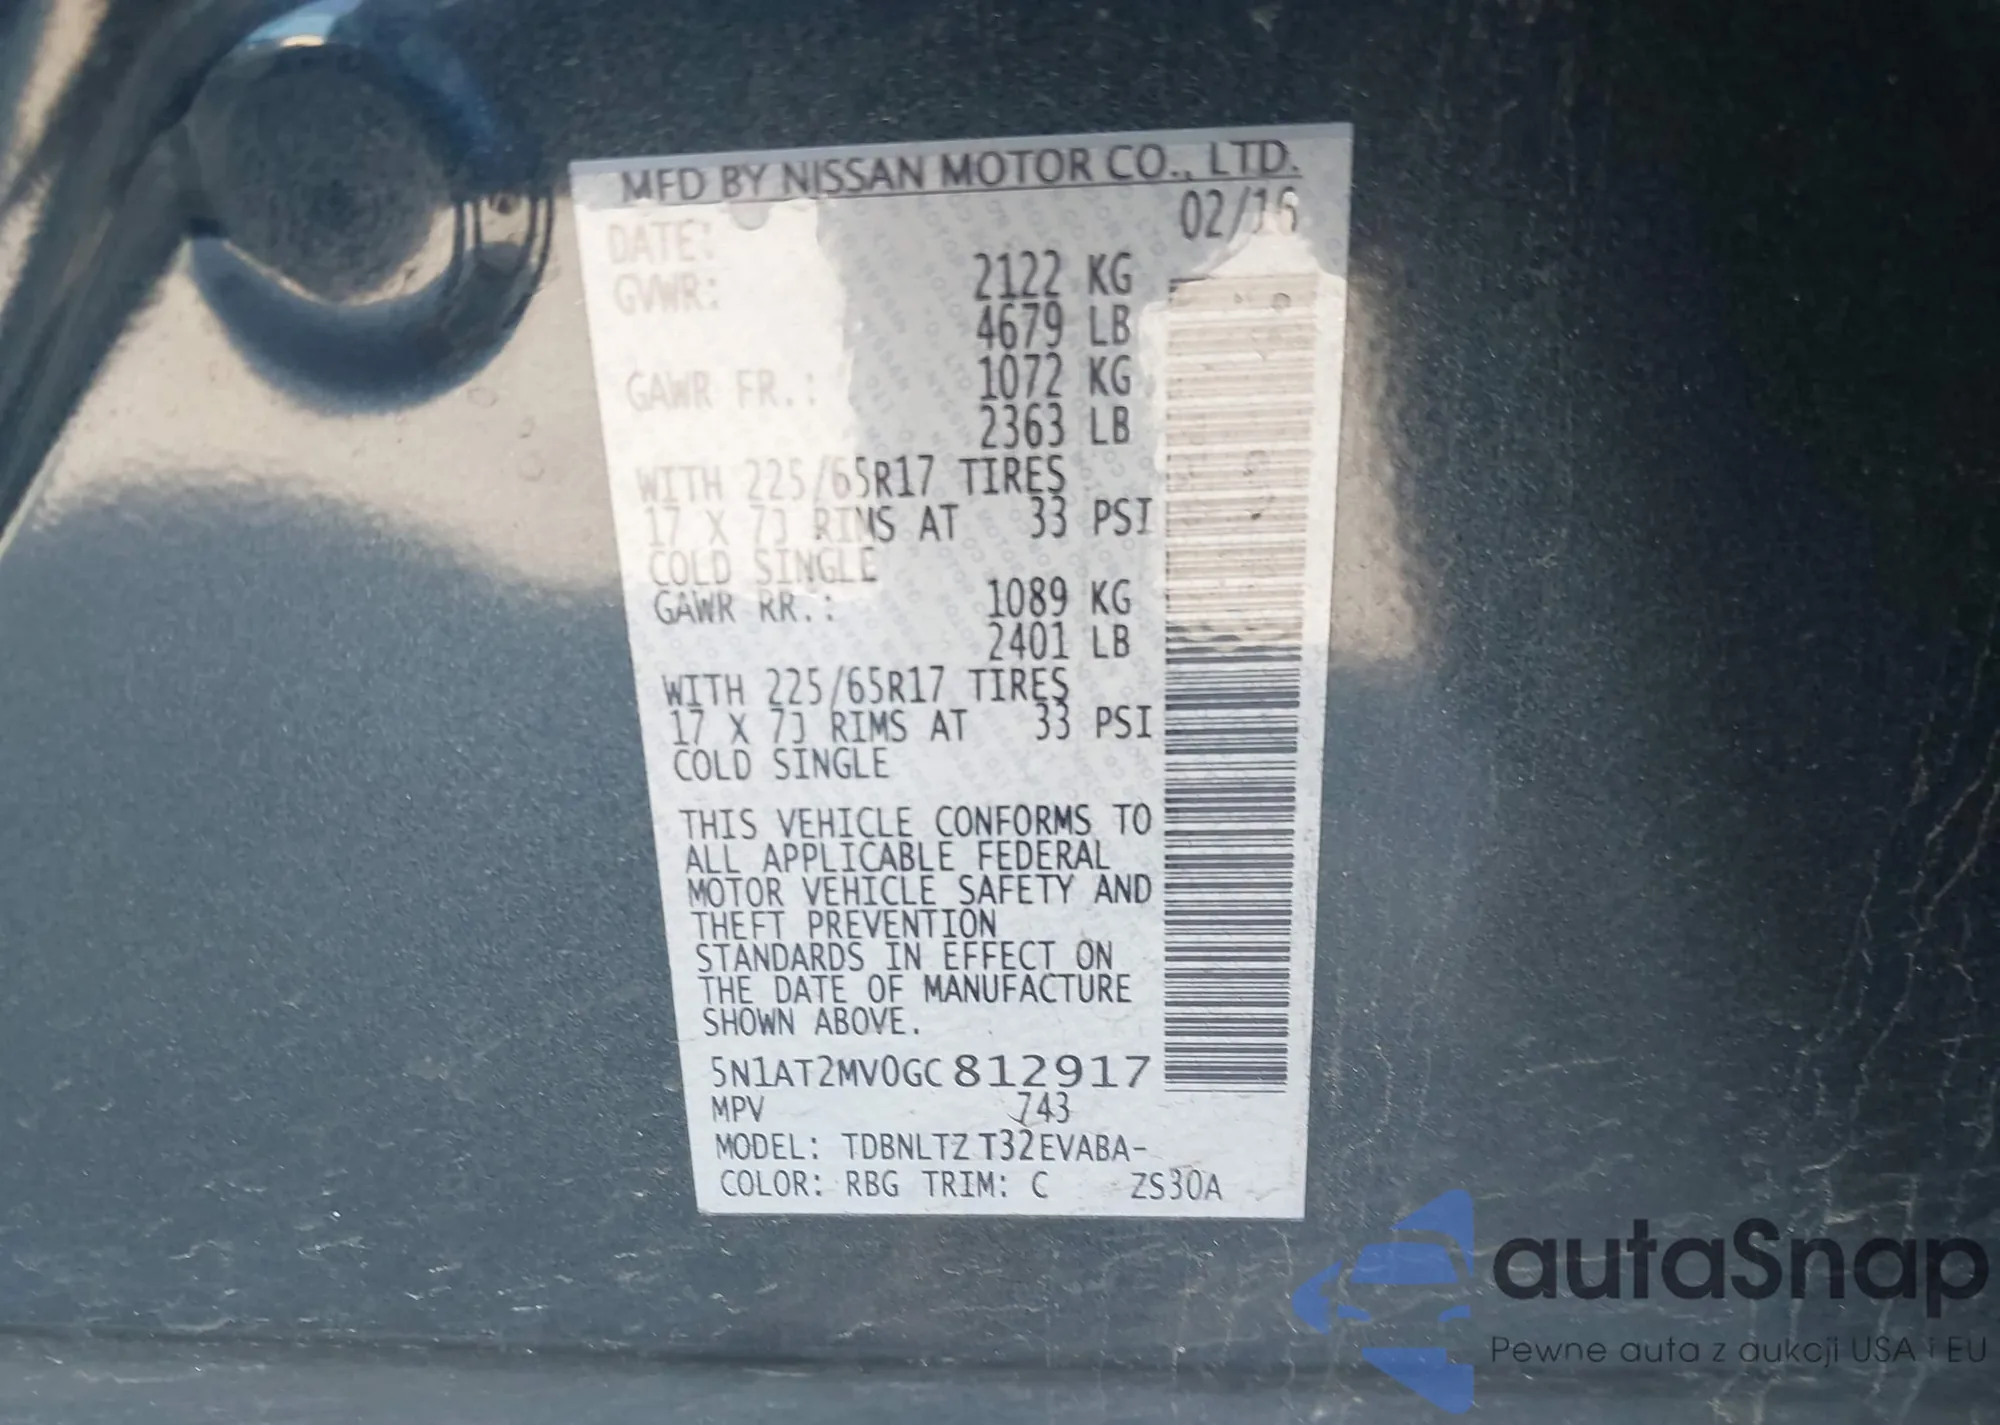 MFD BY NISSAN MOTOR CO., LTD.
DATE: 02/16
GVWR: 2122 KG
4679 LB
GAWR FR.: 1072 KG
2363 LB
WITH 225/65R17 TIRES
17 X 7J RIMS AT 33 PSI
COLD SINGLE
GAWR RR.: 1089 KG
2401 LB
WITH 225/65R17 TIRES
17 X 7J RIMS AT 33 PSI
COLD SINGLE
THIS VEHICLE CONFORMS TO
ALL APPLICABLE FEDERAL
MOTOR VEHICLE SAFETY AND
THEFT PREVENTION
STANDARDS IN EFFECT ON
THE DATE OF MANUFACTURE
SHOWN ABOVE.
5N1AT2MV0GC812917
MPV 743
MODEL: TDBNLTZ T32EVABA-
COLOR: RBG TRIM: C ZS30A
autaSnap
Pewne auta z aukcji USA i EU